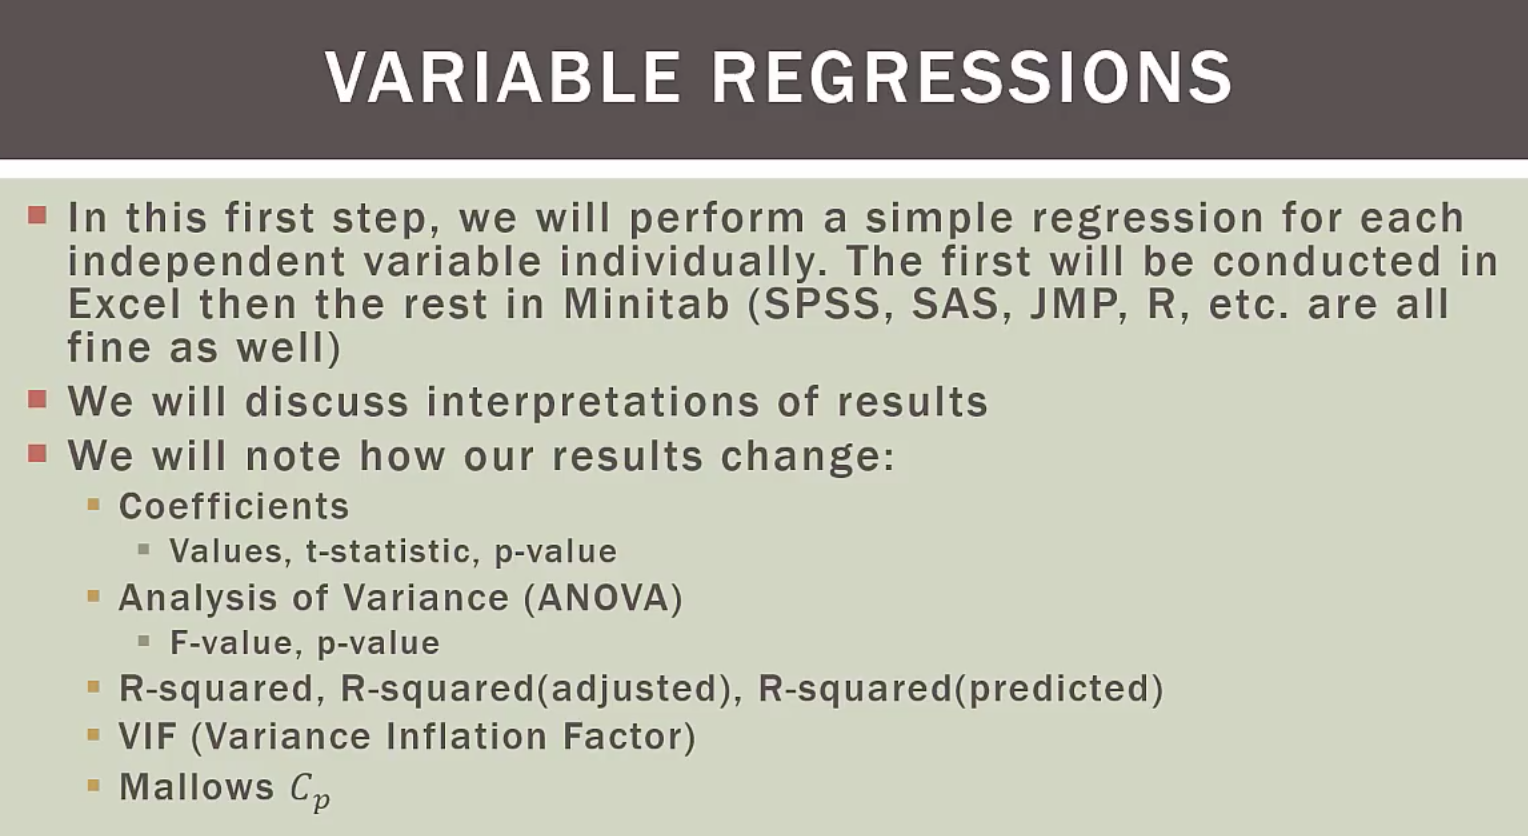 VARIABLE REGRESSIONS
In this first step, we will perform a simple regression for each
independent variable individually. The first will be conducted in
Excel then the rest in Minitab (SPSS, SAS, JMP, R, etc. are all
fine as well)
We will discuss interpretations of results
We will note how our results change:
Coefficients
Values, t-statistic, p-value
Analysis of Variance (ANOVA)
F-value, p-value
R-squared, R-squared(adjusted), R-squared(predicted)
VIF (Variance Inflation Factor)
Mallows Cₚ